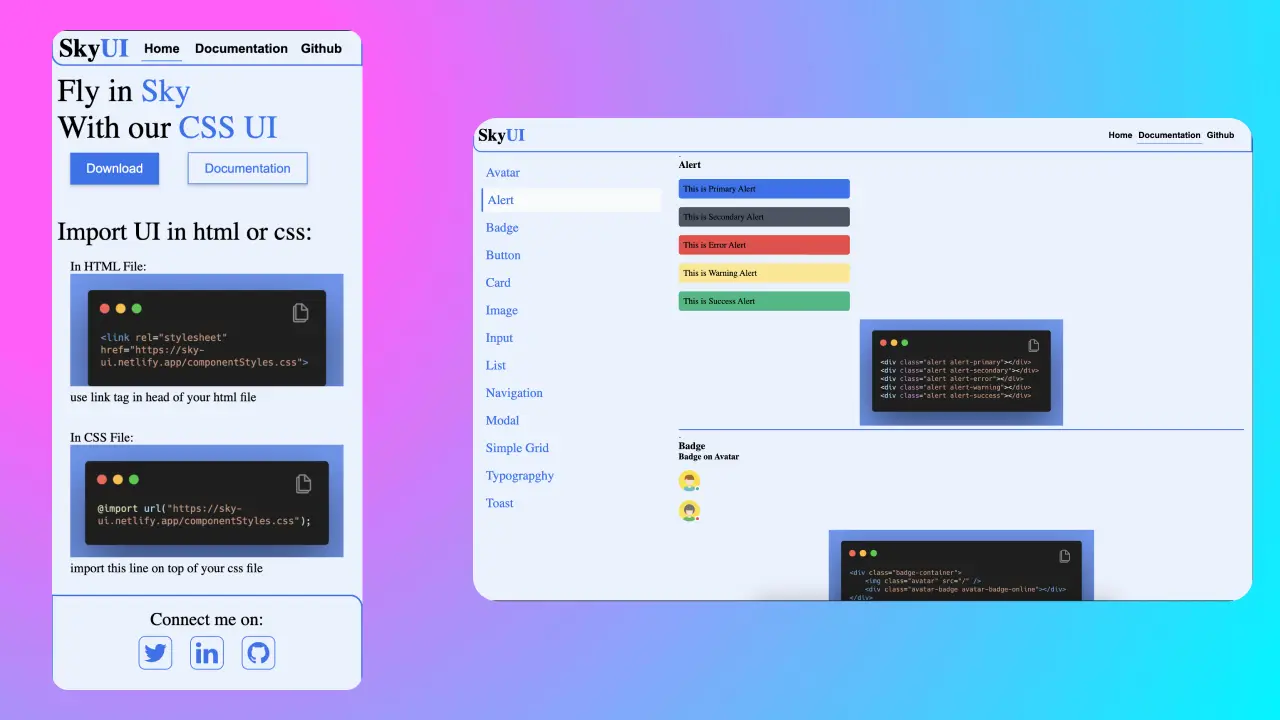 SkyUI Home Documentation Github
Fly in Sky
With our CSS UI
Download Documentation
Import UI in html or css:
In HTML File:
<link rel="stylesheet"
href="https://sky-
ui.netlify.app/componentStyles.css">
use link tag in head of your html file
In CSS File:
@import url("https://sky-
ui.netlify.app/componentStyles.css");
import this line on top of your css file
Connect me on:
in
SkyUI Home Documentation Github
Avatar
Alert
Badge
Button
Card
Image
Input
List
Navigation
Modal
Simple Grid
Typograpghy
Toast
Alert
This is Primary Alert
This is Secondary Alert
This is Error Alert
This is Warning Alert
This is Success Alert
<div class="alert alert-primary"></div>
<div class="alert alert-secondary"></div>
<div class="alert alert-error"></div>
<div class="alert alert-warning"></div>
<div class="alert alert-success"></div>
Badge
Badge on Avatar
<div class="badge-container">
<img class="avatar" src="/" />
<div class="avatar-badge avatar-badge-online"></div>
</div>